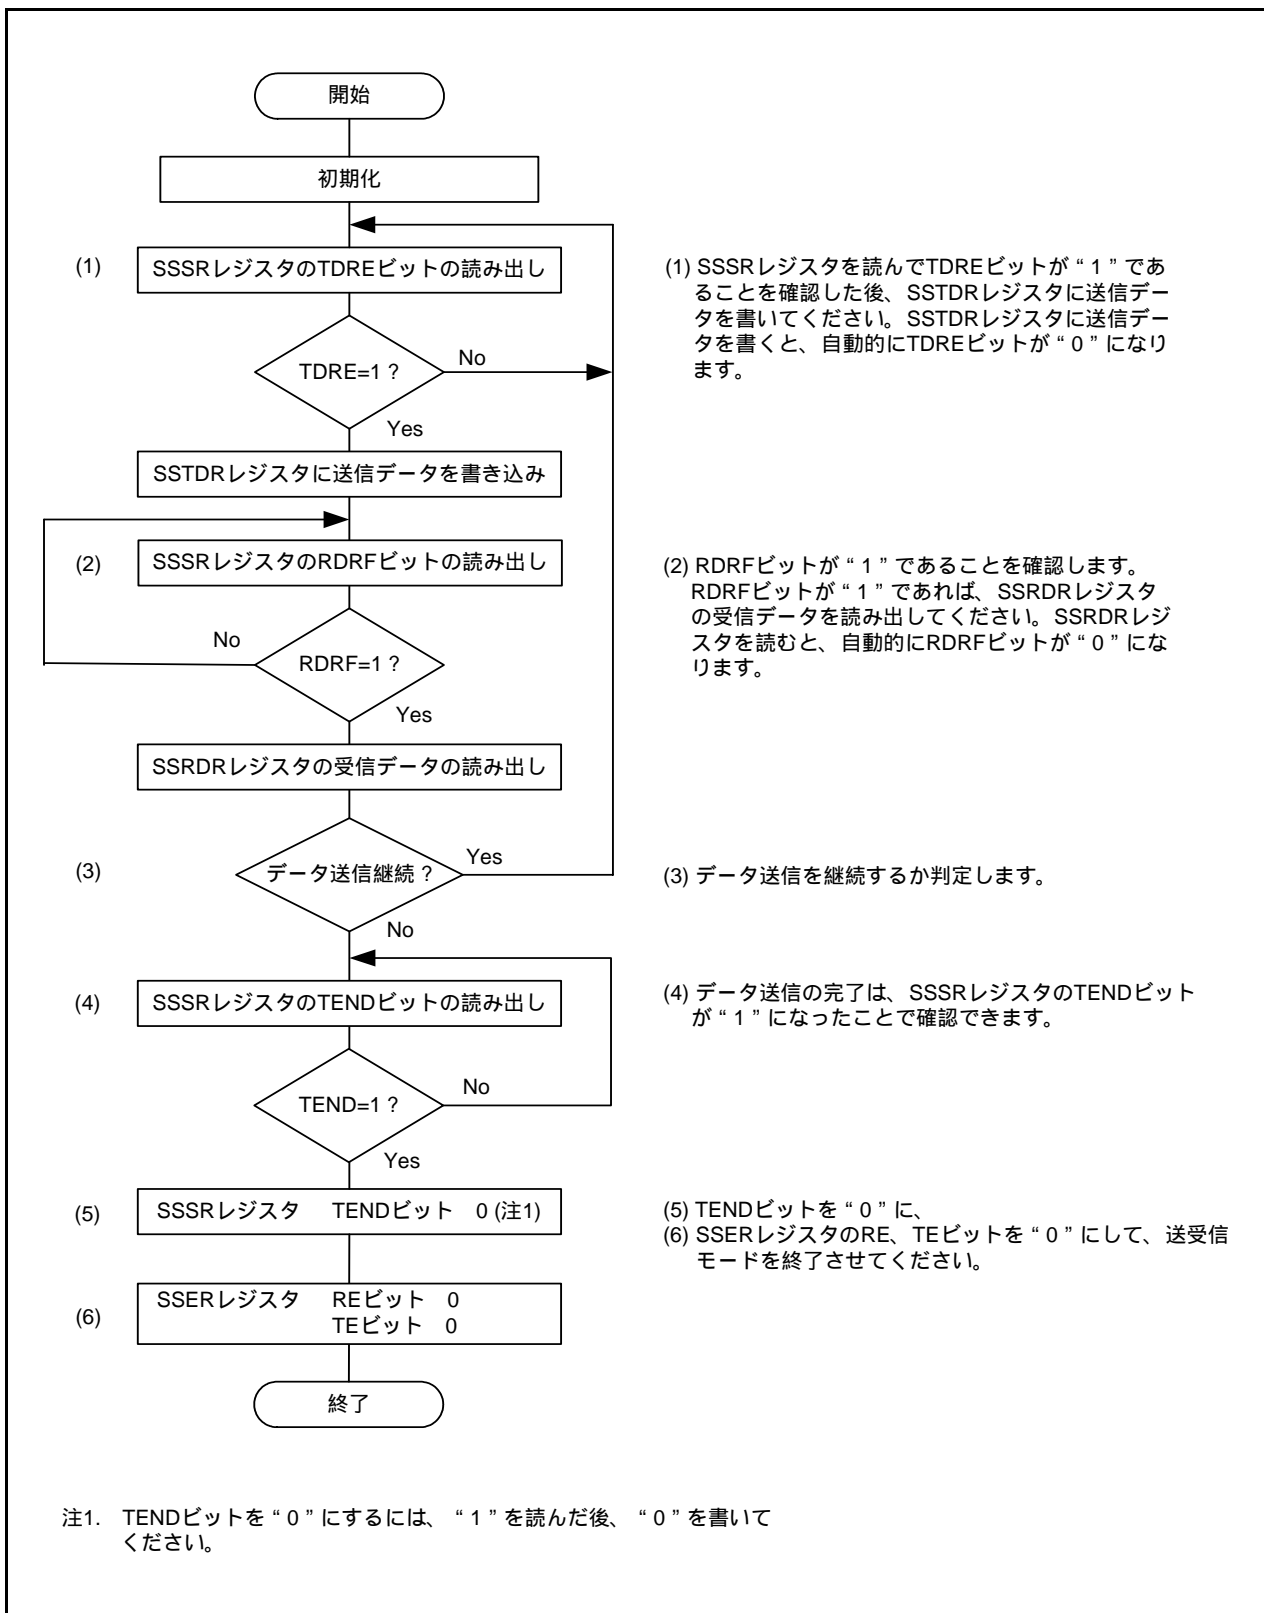 開始
初期化
(1)
SSSRレジスタのTDREビットの読み出し
TDRE=1 ?
No
Yes
SSTDRレジスタに送信データを書き込み
(2)
SSSRレジスタのRDRFビットの読み出し
No
RDRF=1 ?
Yes
SSRDRレジスタの受信データの読み出し
(3)
データ送信継続 ?
Yes
No
(4)
SSSRレジスタのTENDビットの読み出し
TEND=1 ?
No
Yes
(5)
SSSRレジスタ TENDビット 0 (注1)
(6)
SSERレジスタ REビット 0
TEビット 0
終了
(1) SSSRレジスタを読んでTDREビットが “ 1 ” であ
ることを確認した後、SSTDRレジスタに送信デー
タを書いてください。SSTDRレジスタに送信デー
タを書くと、自動的にTDREビットが “ 0 ” になり
ます。
(2) RDRFビットが “ 1 ” であることを確認します。
RDRFビットが “ 1 ” であれば、SSRDRレジスタ
の受信データを読み出してください。SSRDRレジ
スタを読むと、自動的にRDRFビットが “ 0 ” にな
ります。
(3) データ送信を継続するか判定します。
(4) データ送信の完了は、SSSRレジスタのTENDビット
が “ 1 ” になったことで確認できます。
(5) TENDビットを “ 0 ” に、
(6) SSERレジスタのRE、TEビットを “ 0 ” にして、送受信
モードを終了させてください。
注1. TENDビットを “ 0 ” にするには、 “ 1 ” を読んだ後、 “ 0 ” を書いて
ください。